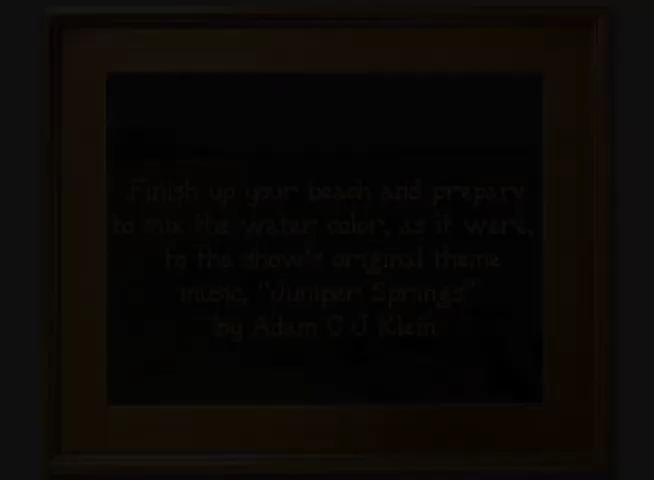 Finish up your beach and prepare
to mix the water color, as it were,
to the show's original theme
music, "Juniper Springs"
by Adam C J Klein